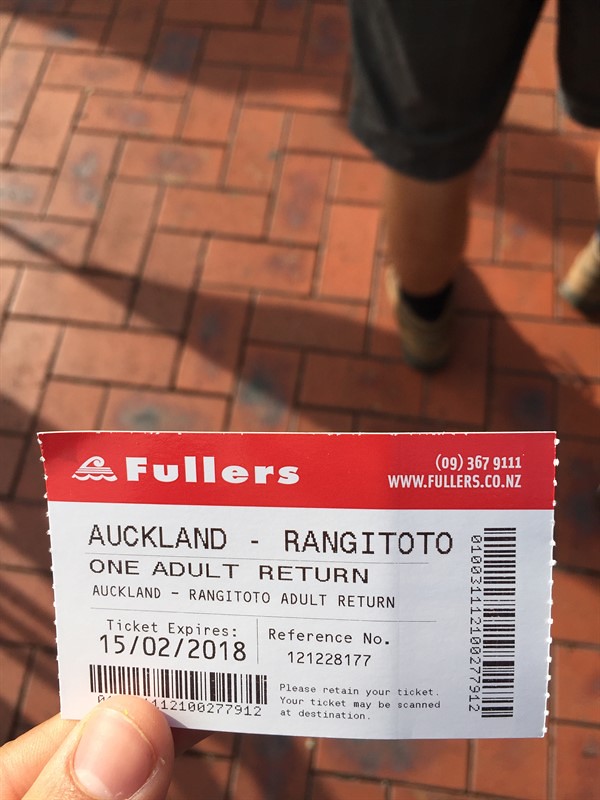 Fullers
(09) 367 9111
WWW.FULLERS.CO.NZ
AUCKLAND - RANGITOTO
ONE ADULT RETURN
AUCKLAND - RANGITOTO ADULT RETURN
Ticket Expires:
15/02/2018
Reference No.
121228177
Please retain your ticket.
Your ticket may be scanned
at destination.